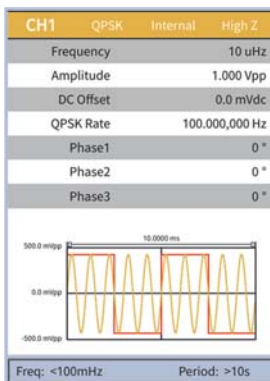 CH1 QPSK Internal High Z
Frequency 10 uHz
Amplitude 1.000 Vpp
DC Offset 0.0 mVdc
QPSK Rate 100.000,000 Hz
Phase1 0 °
Phase2 0 °
Phase3 0 °
10.0000 ms
500.0 mVpp
0.0 mVpp
-500.0 mVpp
Freq: <100mHz Period: >10s